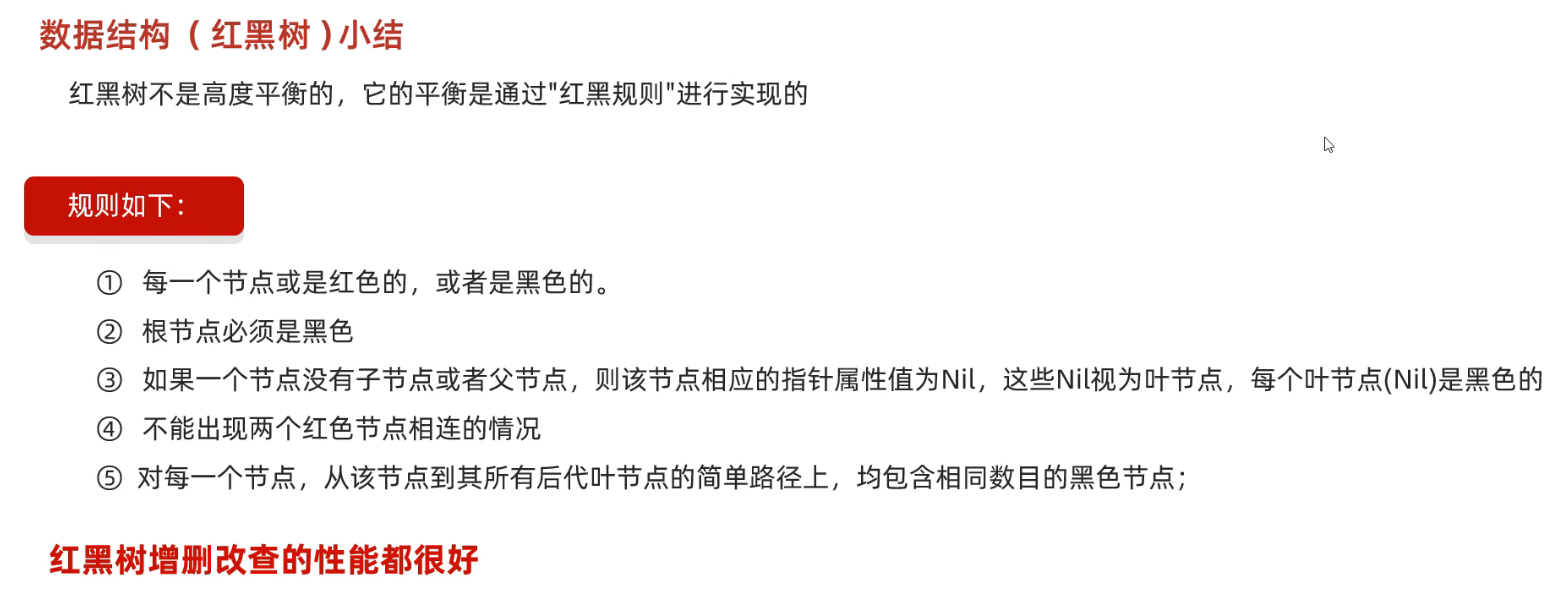 数据结构（红黑树）小结
红黑树不是高度平衡的，它的平衡是通过"红黑规则"进行实现的
规则如下：
① 每一个节点或是红色的，或者是黑色的。
② 根节点必须是黑色
③ 如果一个节点没有子节点或者父节点，则该节点相应的指针属性值为Nil，这些Nil视为叶节点，每个叶节点(Nil)是黑色的
④ 不能出现两个红色节点相连的情况
⑤ 对每一个节点，从该节点到其所有后代叶节点的简单路径上，均包含相同数目的黑色节点；
红黑树增删改查的性能都很好